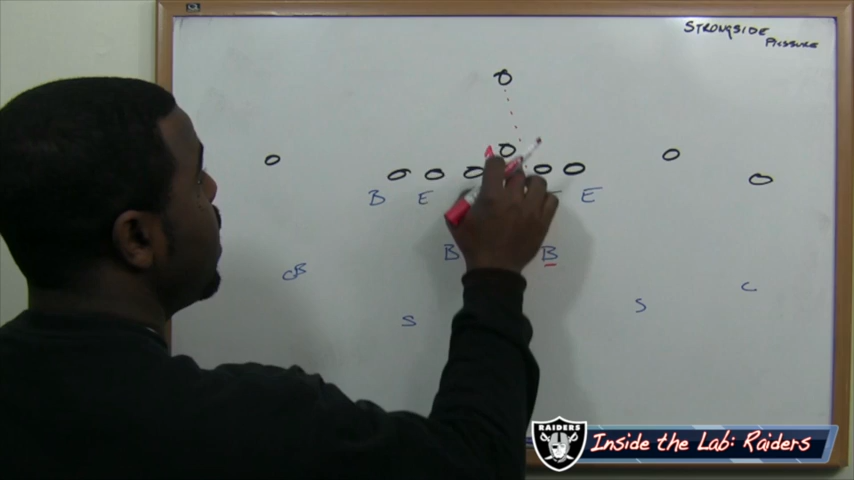 STRONGSIDE
PRESSURE
B E E
B B
CB C
S S
RAIDERS
Inside the Lab: Raiders